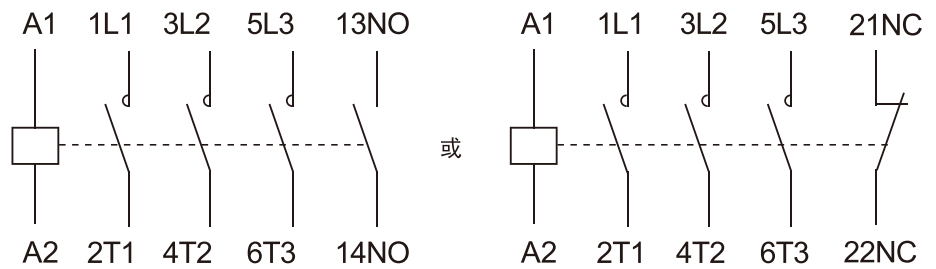 A1 1L1 3L2 5L3 13NO A1 1L1 3L2 5L3 21NC
或
A2 2T1 4T2 6T3 14NO A2 2T1 4T2 6T3 22NC